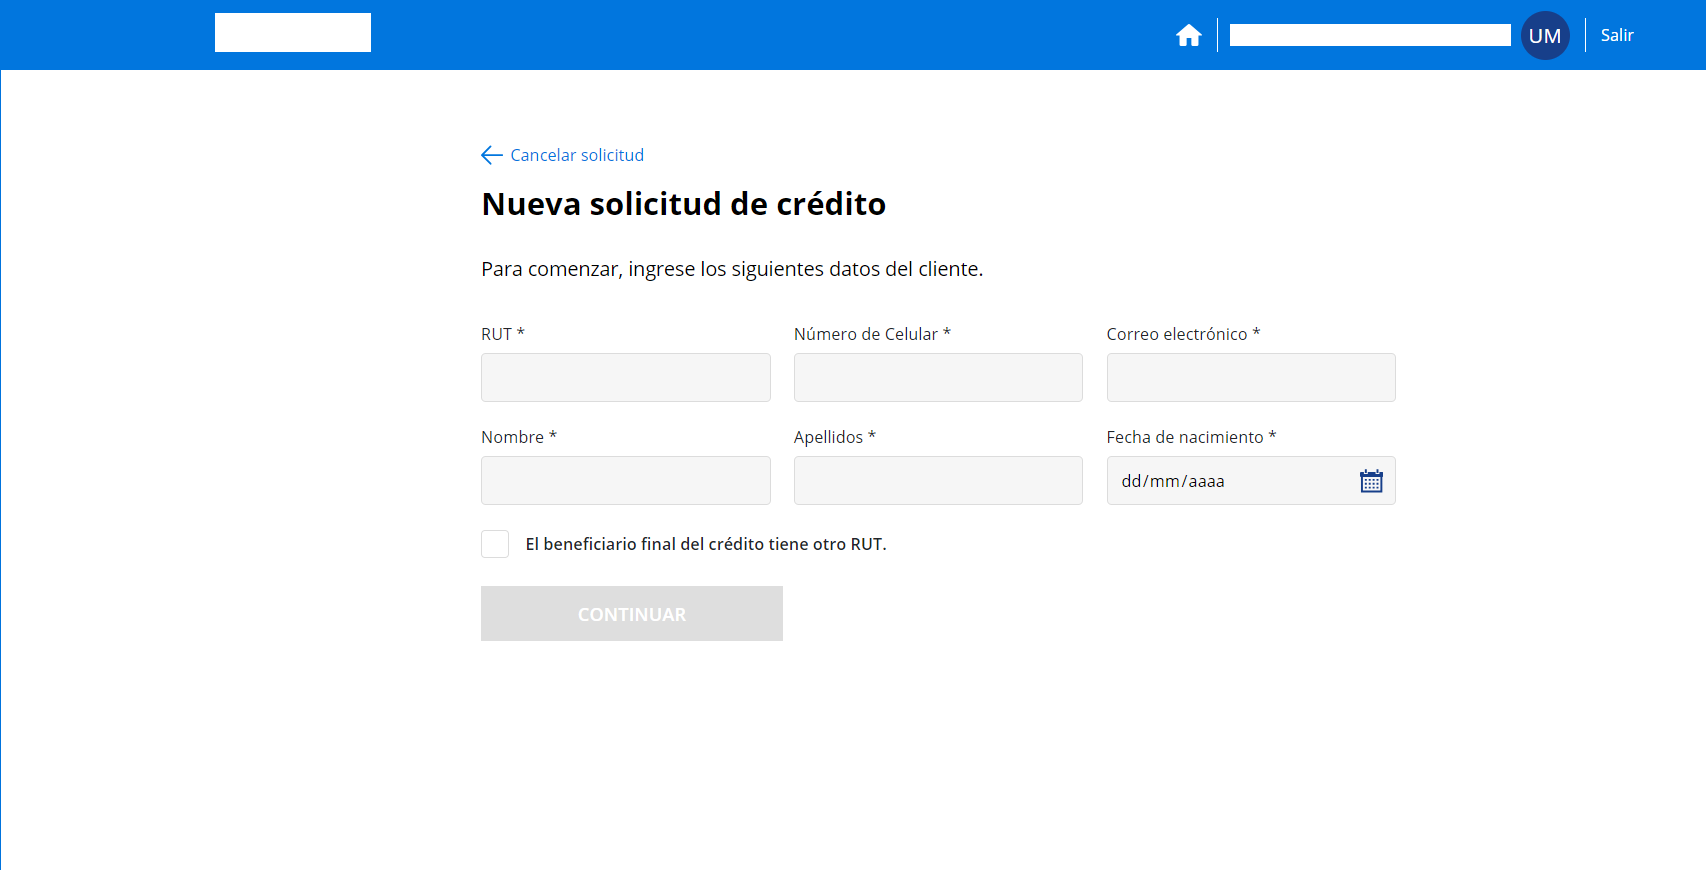 UM
Salir
Cancelar solicitud
Nueva solicitud de crédito
Para comenzar, ingrese los siguientes datos del cliente.
RUT * Número de Celular * Correo electrónico *
Nombre * Apellidos * Fecha de nacimiento *
dd/mm/aaaa
El beneficiario final del crédito tiene otro RUT.
CONTINUAR